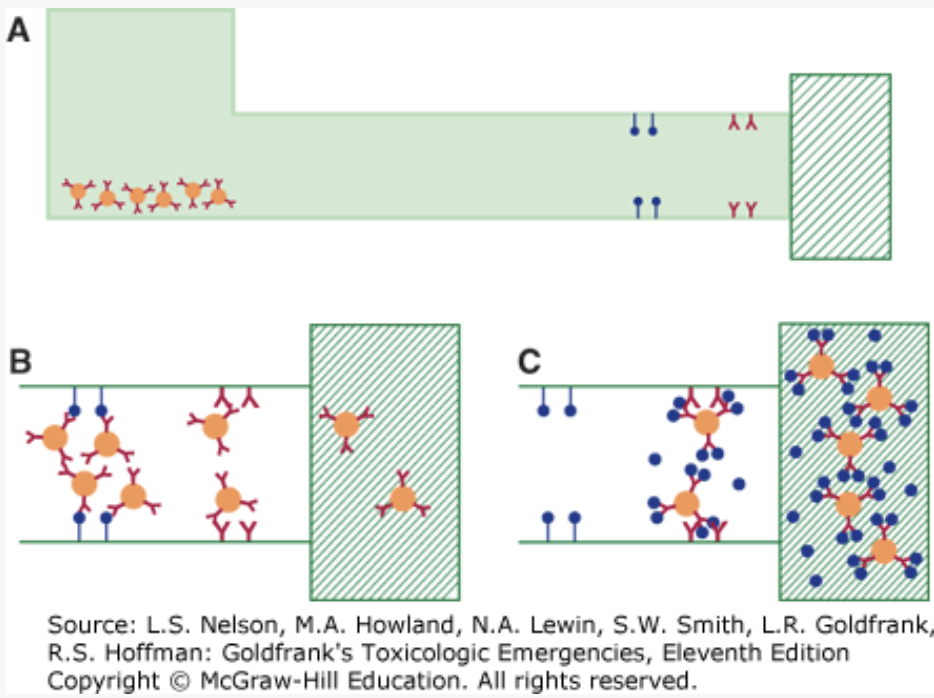 A
B
C
Source: L.S. Nelson, M.A. Howland, N.A. Lewin, S.W. Smith, L.R. Goldfrank,
R.S. Hoffman: Goldfrank's Toxicologic Emergencies, Eleventh Edition
Copyright © McGraw-Hill Education. All rights reserved.